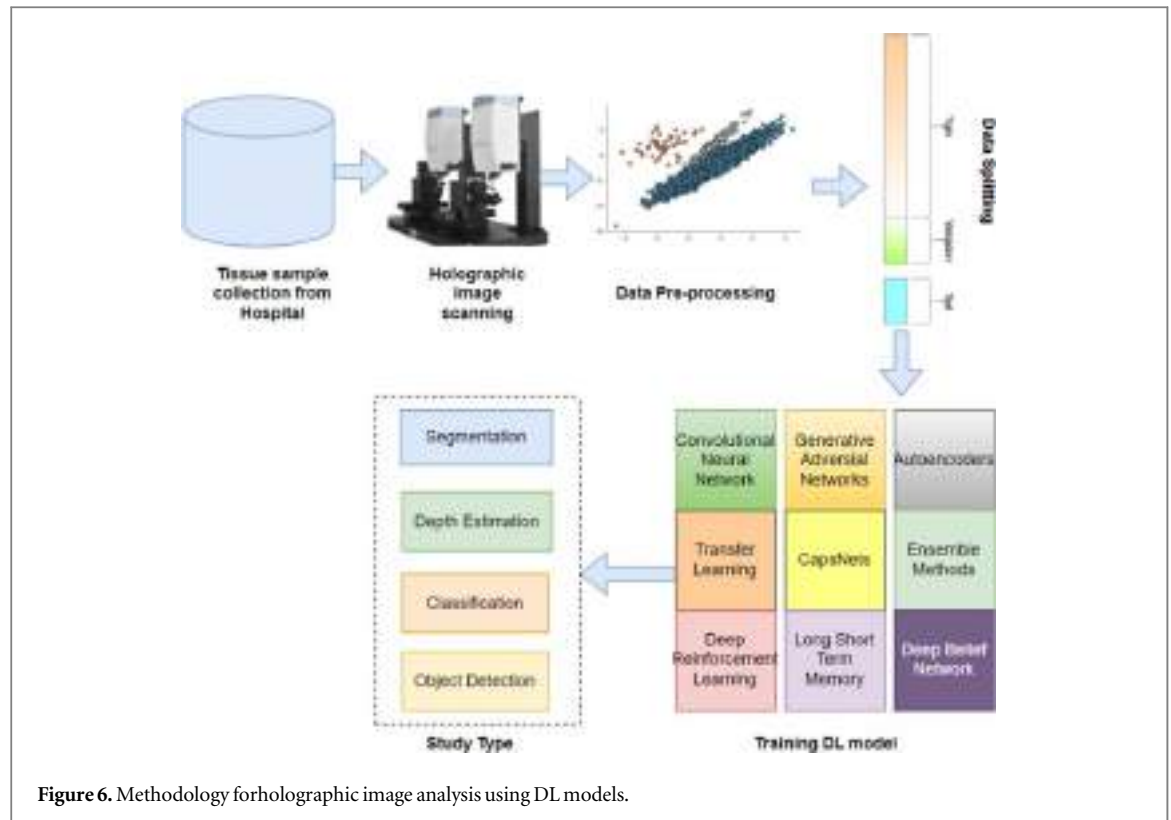 Tissue sample
collection from
Hospital
Holographic
image
scanning
Data Pre-processing
Data Splitting
Test
Segmentation
Depth Estimation
Classification
Object Detection
Study Type
Convolutional
Neural
Network
Generative
Adversial
Networks
Autoencoders
Transfer
Learning
CapsNets
Ensemble
Methods
Deep
Reinforcement
Learning
Long Short
Term
Memory
Deep Belief
Network
Training DL model
Figure 6. Methodology forholographic image analysis using DL models.